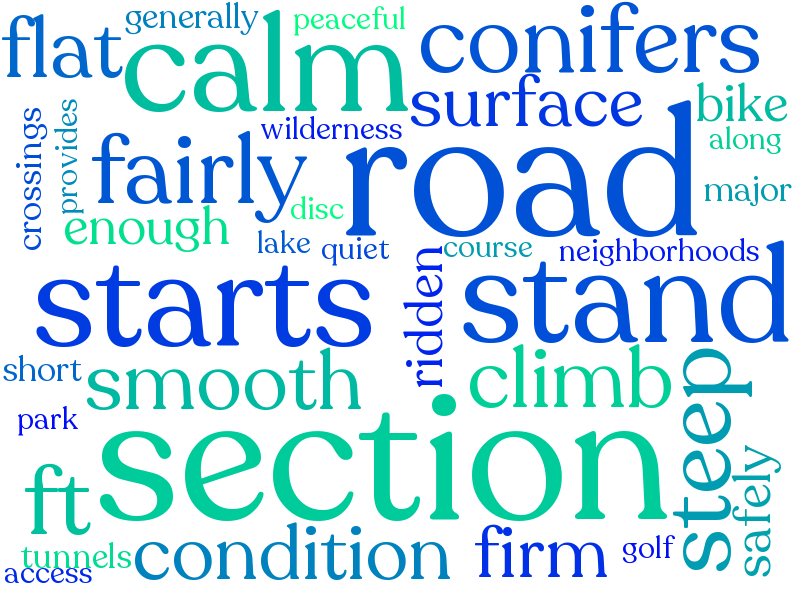 generally
peaceful
flat
calm
conifers
surface
bike
wilderness
along
crossings
provides
fairly
road
major
enough
disc
lake
quiet
course
neighborhoods
starts
ridden
stand
short
smooth
climb
steep
park
section
safely
ft
tunnels
condition
firm
golf
access